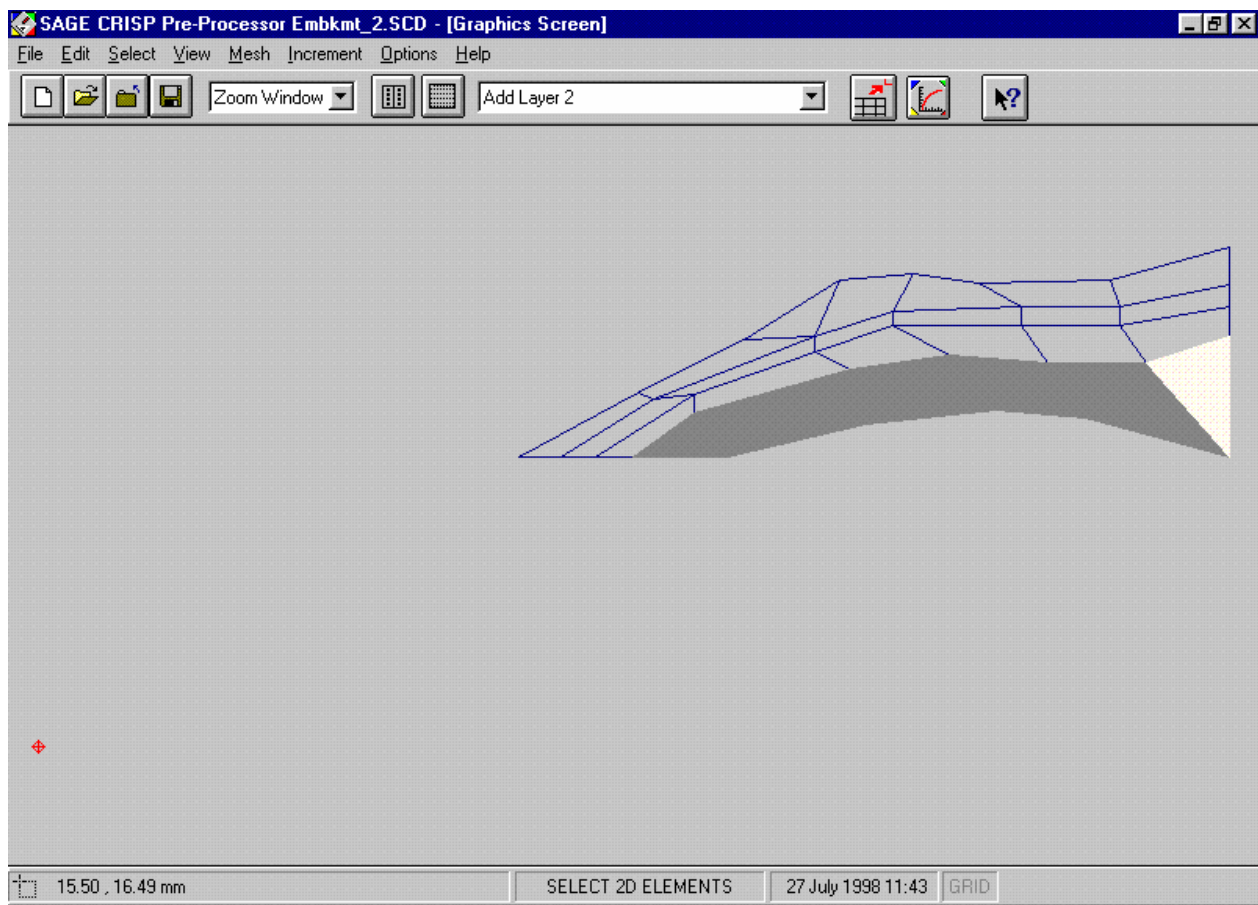 SAGE CRISP Pre-Processor Embkmt_2.SCD - [Graphics Screen]
File Edit Select View Mesh Increment Options Help
Zoom Window Add Layer 2
15.50 , 16.49 mm SELECT 2D ELEMENTS 27 July 1998 11:43 GRID